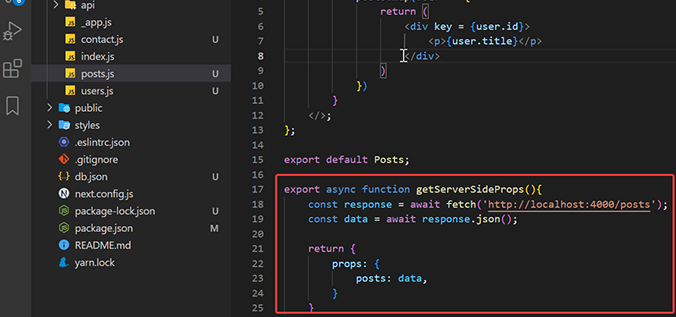 api
_app.js
contact.js U
index.js
posts.js U
users.js U
public
styles
.eslintrc.json
.gitignore
db.json U
next.config.js
package-lock.json
package.json M
README.md
yarn.lock
5 return (
6 <div key = {user.id}>
7 <p>{user.title}</p>
8 </div>
9 )
10 })
11 }
12 </>;
13 };
14
15 export default Posts;
16
17 export async function getServerSideProps(){
18 const response = await fetch('http://localhost:4000/posts');
19 const data = await response.json();
20
21 return {
22 props: {
23 posts: data,
24 }
25 }